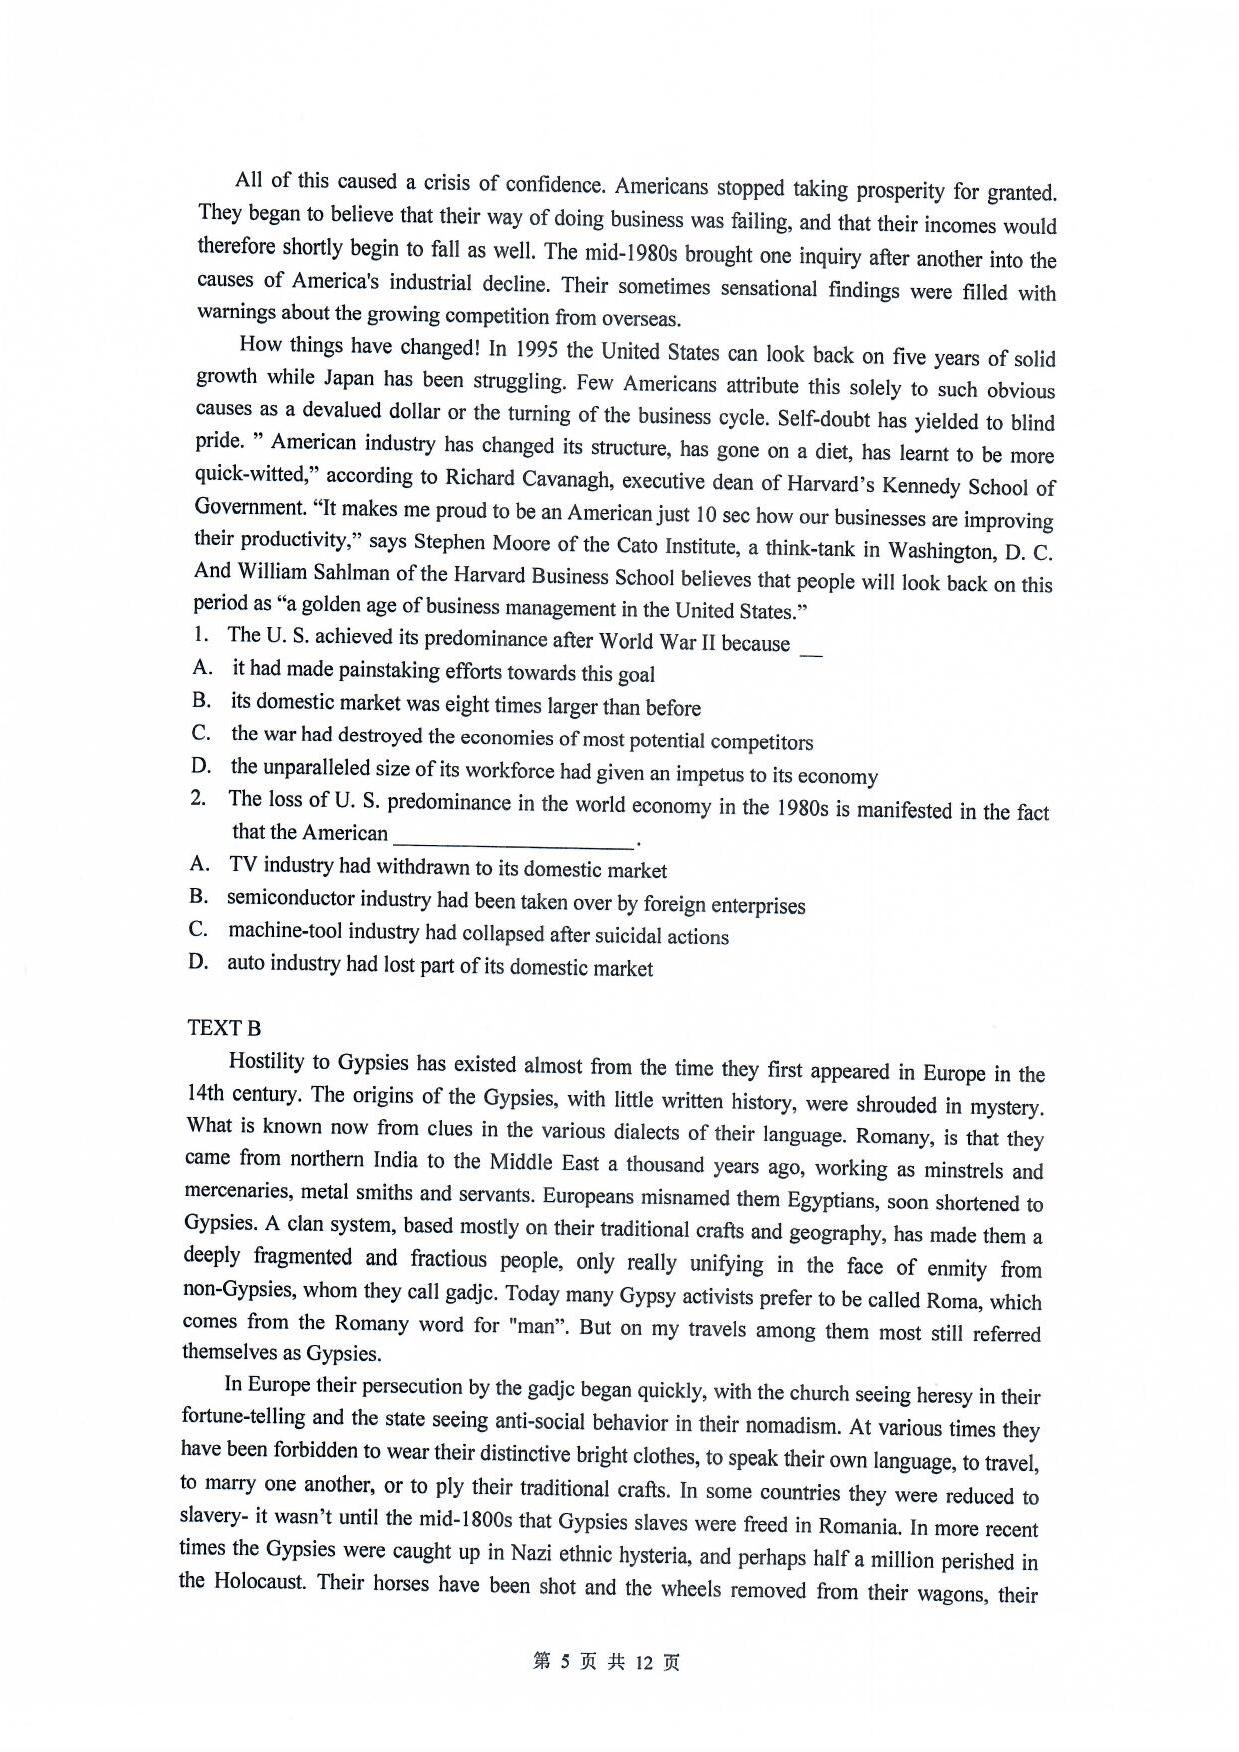 All of this caused a crisis of confidence. Americans stopped taking prosperity for granted.
They began to believe that their way of doing business was failing, and that their incomes would
therefore shortly begin to fall as well. The mid-1980s brought one inquiry after another into the
causes of America's industrial decline. Their sometimes sensational findings were filled with
warnings about the growing competition from overseas.
How things have changed! In 1995 the United States can look back on five years of solid
growth while Japan has been struggling. Few Americans attribute this solely to such obvious
causes as a devalued dollar or the turning of the business cycle. Self-doubt has yielded to blind
pride. ” American industry has changed its structure, has gone on a diet, has learnt to be more
quick-witted,” according to Richard Cavanagh, executive dean of Harvard’s Kennedy School of
Government. “It makes me proud to be an American just 10 sec how our businesses are improving
their productivity,” says Stephen Moore of the Cato Institute, a think-tank in Washington, D. C.
And William Sahlman of the Harvard Business School believes that people will look back on this
period as “a golden age of business management in the United States.”
1. The U. S. achieved its predominance after World War II because __
A. it had made painstaking efforts towards this goal
B. its domestic market was eight times larger than before
C. the war had destroyed the economies of most potential competitors
D. the unparalleled size of its workforce had given an impetus to its economy
2. The loss of U. S. predominance in the world economy in the 1980s is manifested in the fact
that the American ______________________.
A. TV industry had withdrawn to its domestic market
B. semiconductor industry had been taken over by foreign enterprises
C. machine-tool industry had collapsed after suicidal actions
D. auto industry had lost part of its domestic market
TEXT B
Hostility to Gypsies has existed almost from the time they first appeared in Europe in the
14th century. The origins of the Gypsies, with little written history, were shrouded in mystery.
What is known now from clues in the various dialects of their language. Romany, is that they
came from northern India to the Middle East a thousand years ago, working as minstrels and
mercenaries, metal smiths and servants. Europeans misnamed them Egyptians, soon shortened to
Gypsies. A clan system, based mostly on their traditional crafts and geography, has made them a
deeply fragmented and fractious people, only really unifying in the face of enmity from
non-Gypsies, whom they call gadjc. Today many Gypsy activists prefer to be called Roma, which
comes from the Romany word for "man”. But on my travels among them most still referred
themselves as Gypsies.
In Europe their persecution by the gadjc began quickly, with the church seeing heresy in their
fortune-telling and the state seeing anti-social behavior in their nomadism. At various times they
have been forbidden to wear their distinctive bright clothes, to speak their own language, to travel,
to marry one another, or to ply their traditional crafts. In some countries they were reduced to
slavery- it wasn’t until the mid-1800s that Gypsies slaves were freed in Romania. In more recent
times the Gypsies were caught up in Nazi ethnic hysteria, and perhaps half a million perished in
the Holocaust. Their horses have been shot and the wheels removed from their wagons, their
第 5 页 共 12 页